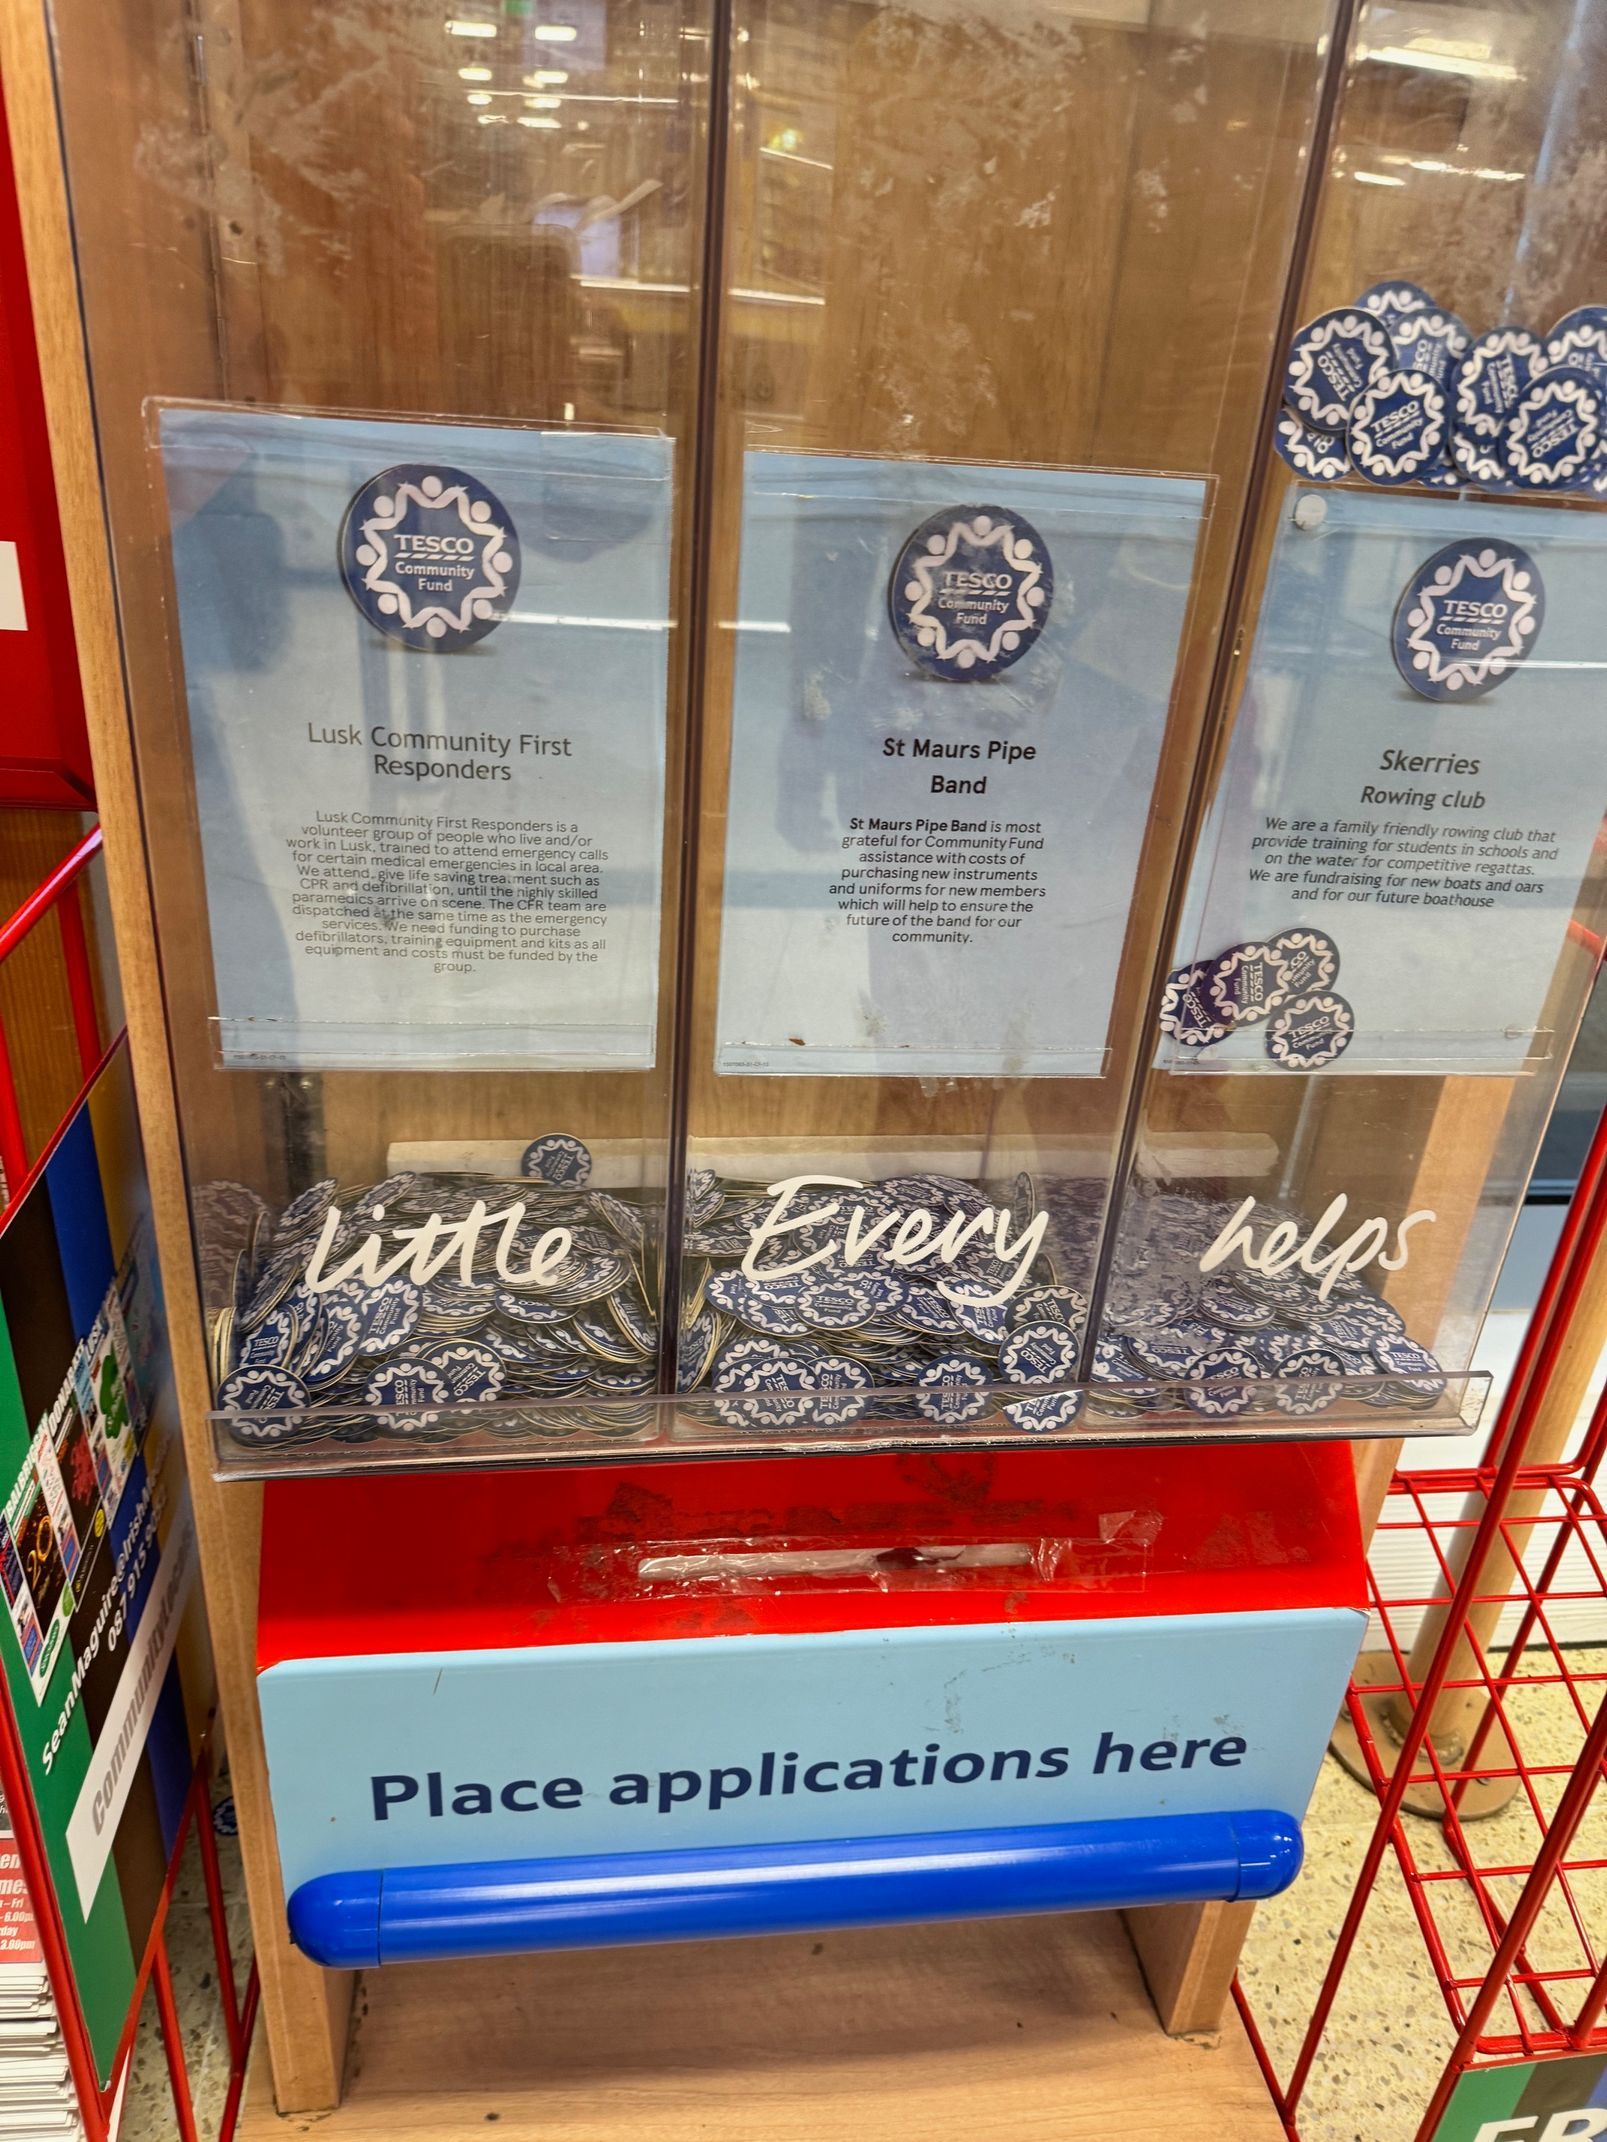 TESCO
Community
Fund
Lusk Community First
Responders
Lusk Community First Responders is a
volunteer group of people who live and/or
work in Lusk, trained to attend emergency calls
for certain medical emergencies in local area.
We attend, give life saving treatment such as
CPR and defibrillation, until the highly skilled
paramedics arrive on scene. The CFR team are
dispatched at the same time as the emergency
services. We need funding to purchase
defibrillators, training equipment and kits as all
equipment and costs must be funded by the
group.
TESCO
Community
Fund
St Maurs Pipe
Band
St Maurs Pipe Band is most
grateful for Community Fund
assistance with costs of
purchasing new instruments
and uniforms for new members
which will help to ensure the
future of the band for our
community.
TESCO
Community
Fund
TESCO
Community
Fund
Skerries
Rowing club
We are a family friendly rowing club that
provide training for students in schools and
on the water for competitive regattas.
We are fundraising for new boats and oars
and for our future boathouse
TESCO
Community
Fund
Little Every helps
Place applications here